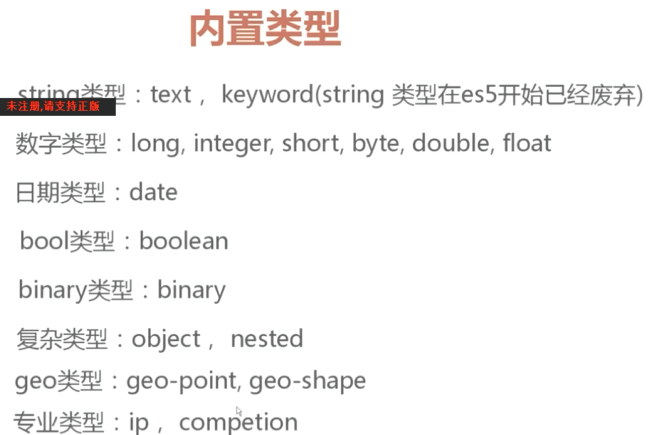 内置类型
string类型：text ，keyword(string 类型在es5开始已经废弃)
未注册,请支持正版
数字类型：long, integer, short, byte, double, float
日期类型：date
bool类型：boolean
binary类型：binary
复杂类型：object ，nested
geo类型：geo-point, geo-shape
专业类型：ip ，competion